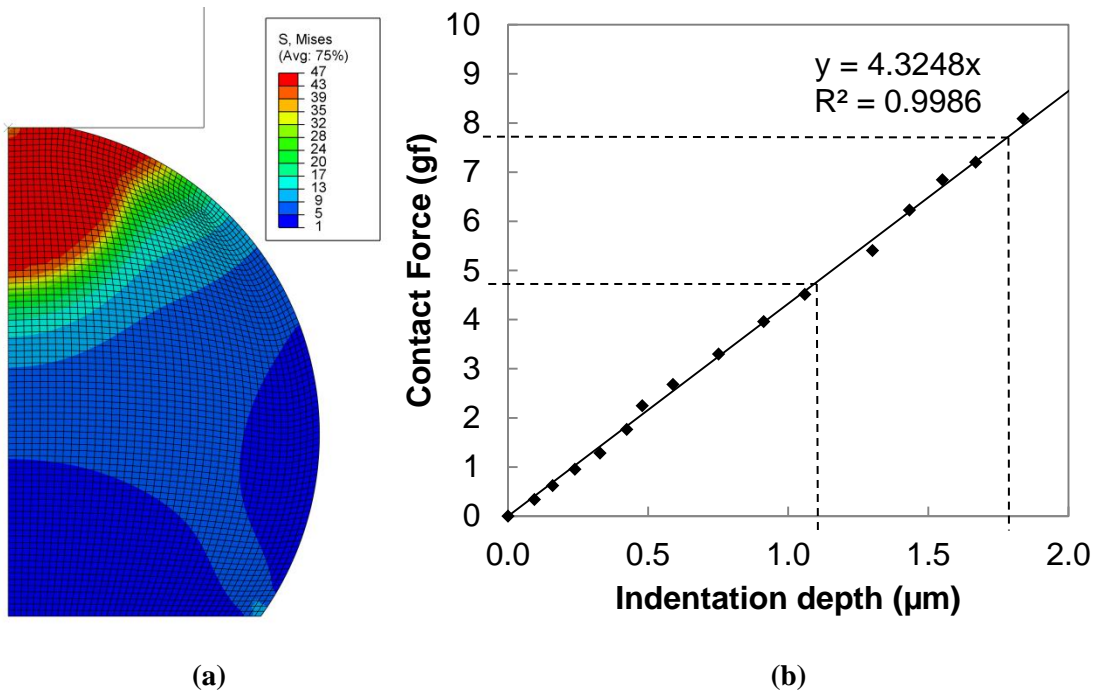 S, Mises
(Avg: 75%)
47
43
39
35
32
28
24
20
17
13
9
5
1
(a)
Contact Force (gf)
10
9
8
7
6
5
4
3
2
1
0
y = 4.3248x
R² = 0.9986
0.0 0.5 1.0 1.5 2.0
Indentation depth (µm)
(b)